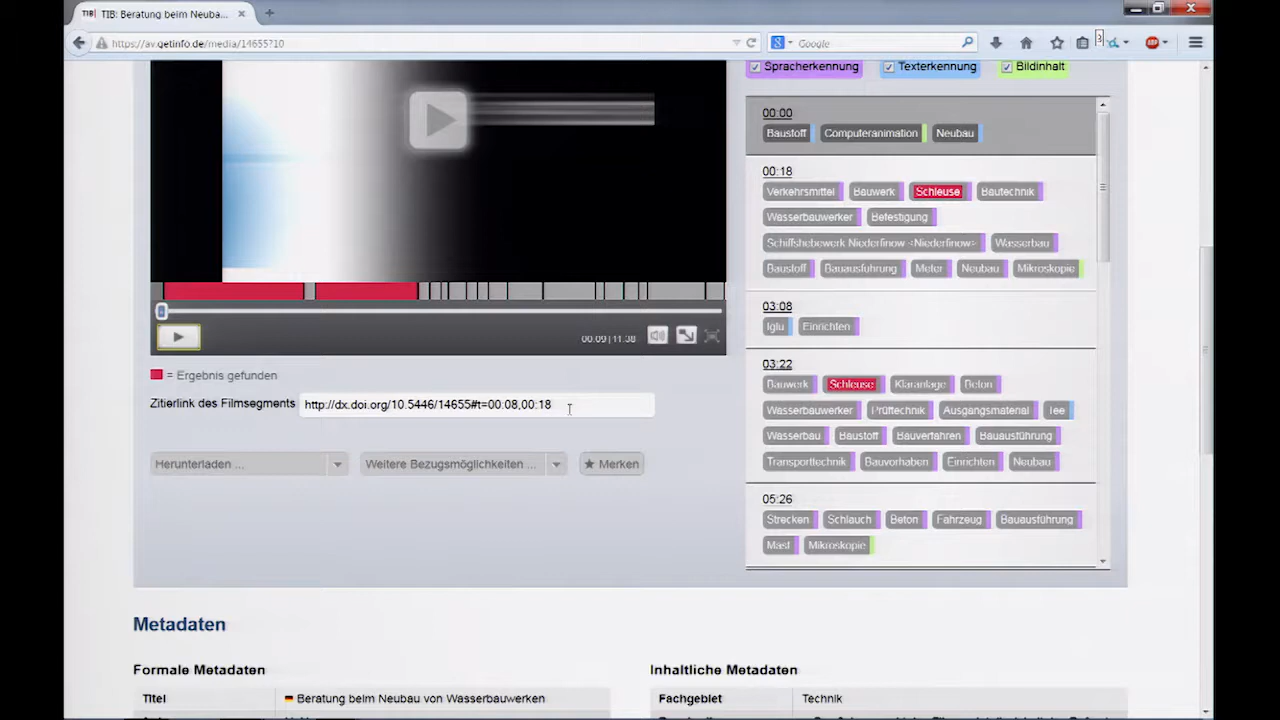 TIB: Beratung beim Neuba...
https://av.getinfo.de/media/14655?10
Google
3
Spracherkennung Texterkennung Bildinhalt
00:00
Baustoff Computeranimation Neubau
00:18
Verkehrsmittel Bauwerk Schleuse Bautechnik
Wasserbauwerker Befestigung
Schiffshebewerk Niederfinow <Niederfinow> Wasserbau
Baustoff Bauausführung Meter Neubau Mikroskopie
03:08
Iglu Einrichten
03:22
Bauwerk Schleuse Kläranlage Beton
Wasserbauwerker Prüftechnik Ausgangsmaterial Tee
Wasserbau Baustoff Bauverfahren Bauausführung
Transporttechnik Bauvorhaben Einrichten Neubau
05:26
Strecken Schlauch Beton Fahrzeug Bauausführung
Mast Mikroskopie
00:09 | 11:38
= Ergebnis gefunden
Zitierlink des Filmsegments http://dx.doi.org/10.5446/14655#t=00:08,00:18
Herunterladen ... Weitere Bezugsmöglichkeiten ... ★ Merken
Metadaten
Formale Metadaten
Titel Beratung beim Neubau von Wasserbauwerken
Inhaltliche Metadaten
Fachgebiet Technik